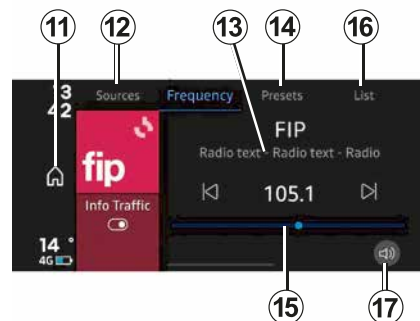 11
12
13
14
16
13
42
Sources
Frequency
Presets
List
fip
FIP
Radio text - Radio text - Radio
105.1
Info Traffic
14 °
4G
15
17